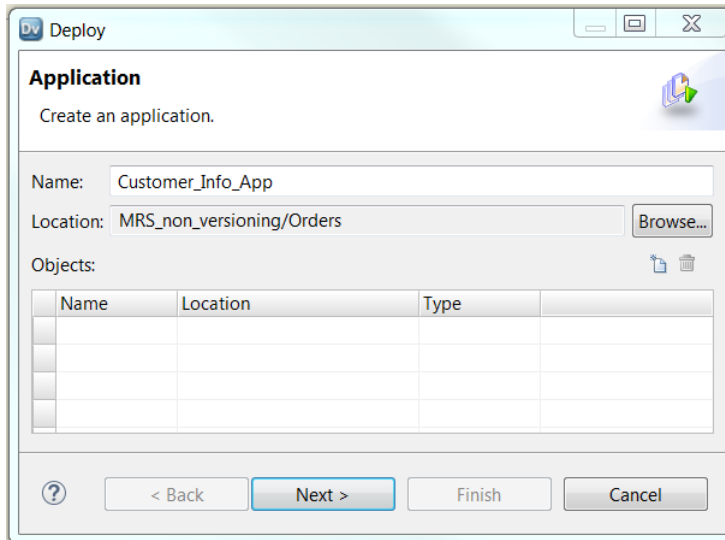 Dv Deploy
Application
Create an application.
Name: Customer_Info_App
Location: MRS_non_versioning/Orders Browse...
Objects:
Name Location Type
? < Back Next > Finish Cancel